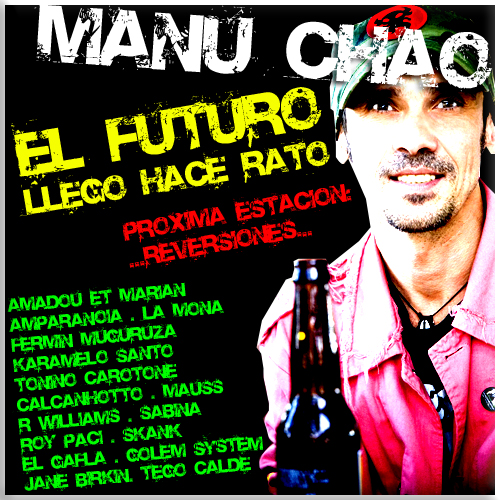 MANU CHAO
EL FUTURO
LLEGO HACE RATO
PROXIMA ESTACION:
...REVERSIONES...
AMADOU ET MARIAN
AMPARANOIA . LA MONA
FERMIN MUGURUZA
KARAMELO SANTO
TONINO CAROTONE
CALCANHOTTO . MAUSS
R WILLIAMS . SABINA
ROY PACI . SKANK
EL GAFLA . GOLEM SYSTEM
JANE BIRKIN. TEGO CALDE